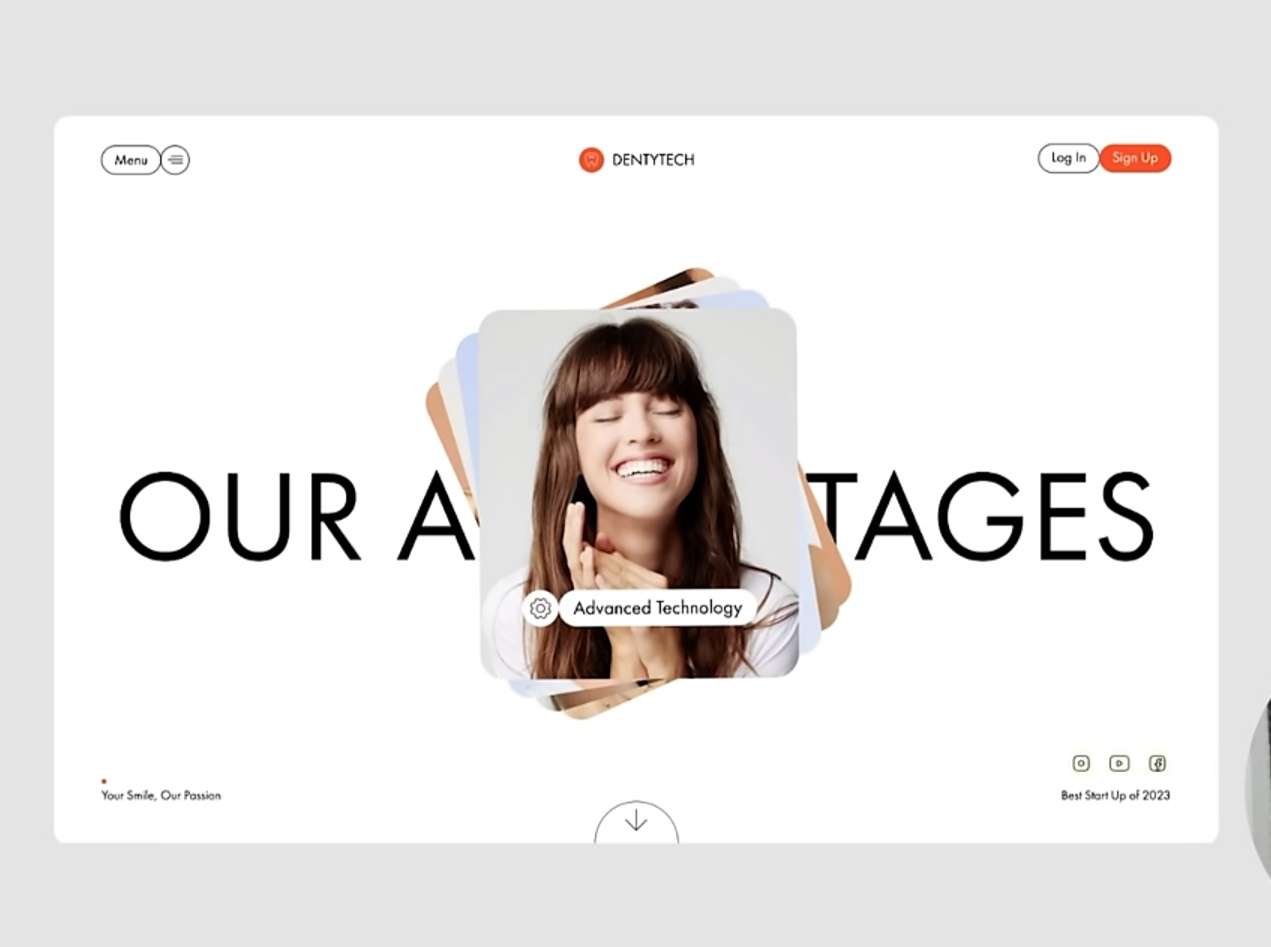 Menu
DENTYTECH
Log In
Sign Up
OUR A TAGES
Advanced Technology
Your Smile, Our Passion
Best Start Up of 2023